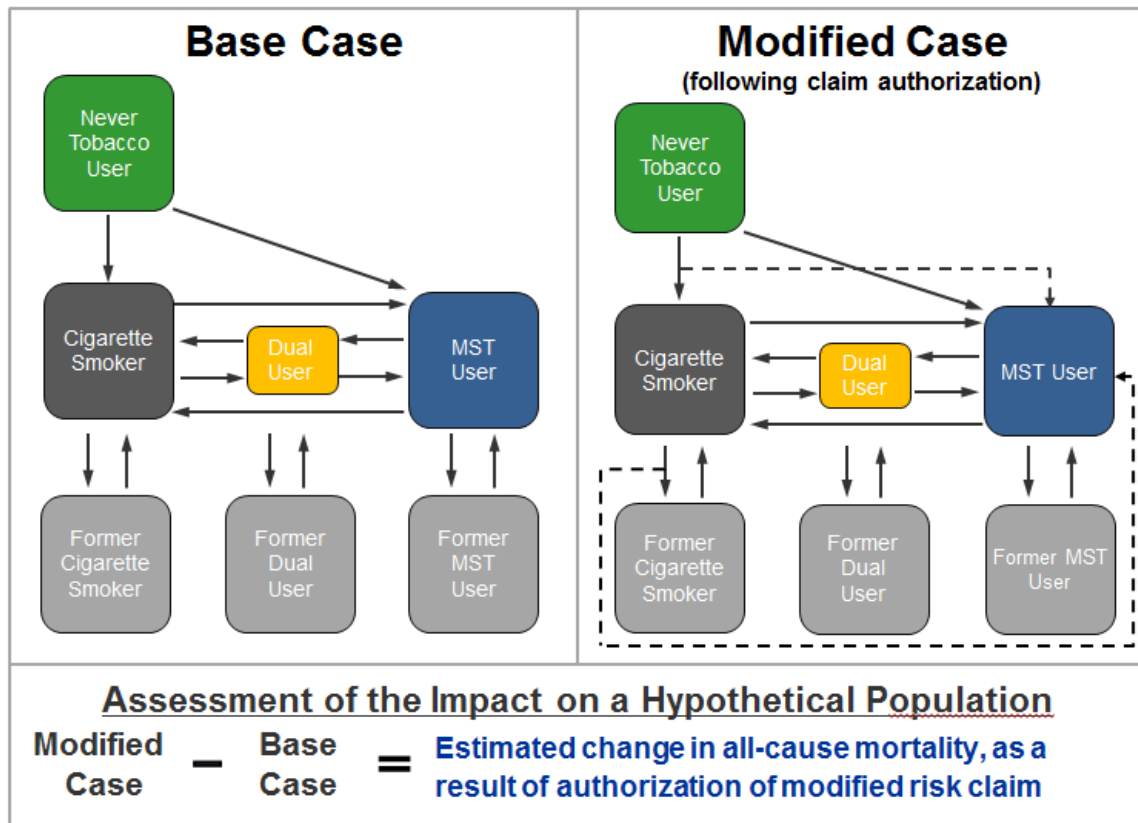 Base Case
Never
Tobacco
User
Cigarette
Smoker
Dual
User
MST
User
Former
Cigarette
Smoker
Former
Dual
User
Former
MST
User
Modified Case
(following claim authorization)
Never
Tobacco
User
Cigarette
Smoker
Dual
User
MST User
Former
Cigarette
Smoker
Former
Dual
User
Former MST
User
Assessment of the Impact on a Hypothetical Population
Modified
Case
–
Base
Case
=
Estimated change in all-cause mortality, as a
result of authorization of modified risk claim